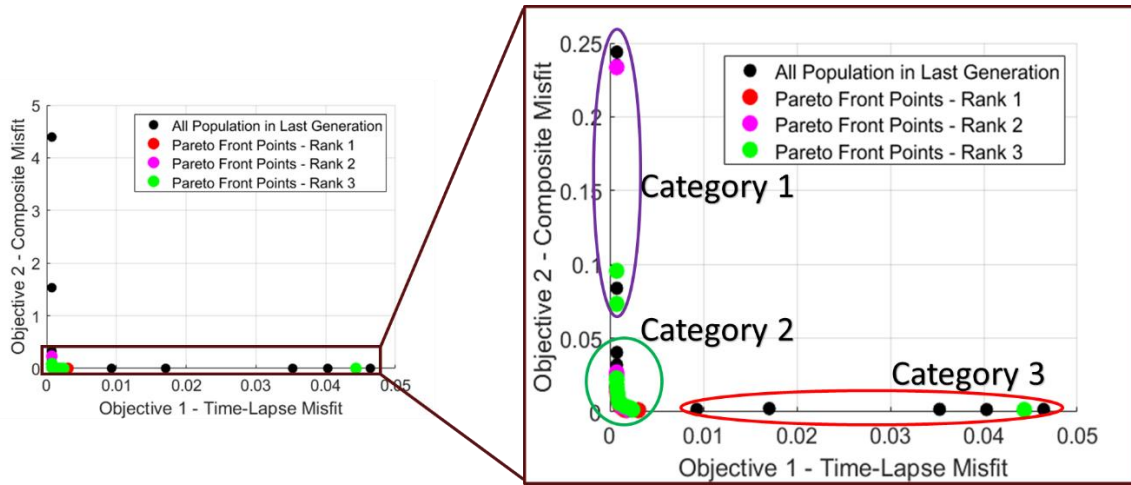 5
4
3
2
1
0
Objective 2 - Composite Misfit
All Population in Last Generation
Pareto Front Points - Rank 1
Pareto Front Points - Rank 2
Pareto Front Points - Rank 3
0
0.01
0.02
0.03
0.04
0.05
Objective 1 - Time-Lapse Misfit
0.25
0.2
0.15
0.1
0.05
0
Objective 2 - Composite Misfit
All Population in Last Generation
Pareto Front Points - Rank 1
Pareto Front Points - Rank 2
Pareto Front Points - Rank 3
Category 1
Category 2
Category 3
0
0.01
0.02
0.03
0.04
0.05
Objective 1 - Time-Lapse Misfit